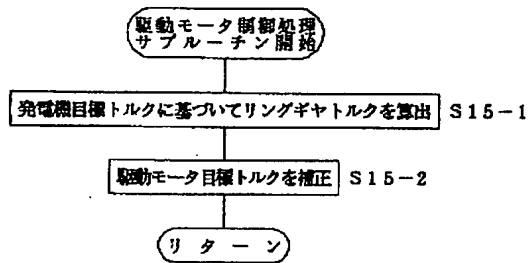 駆動モータ制御処理
サブルーチン開始
発電機目標トルクに基づいてリングギヤトルクを算出 S15-1
駆動モータ目標トルクを補正 S15-2
リターン